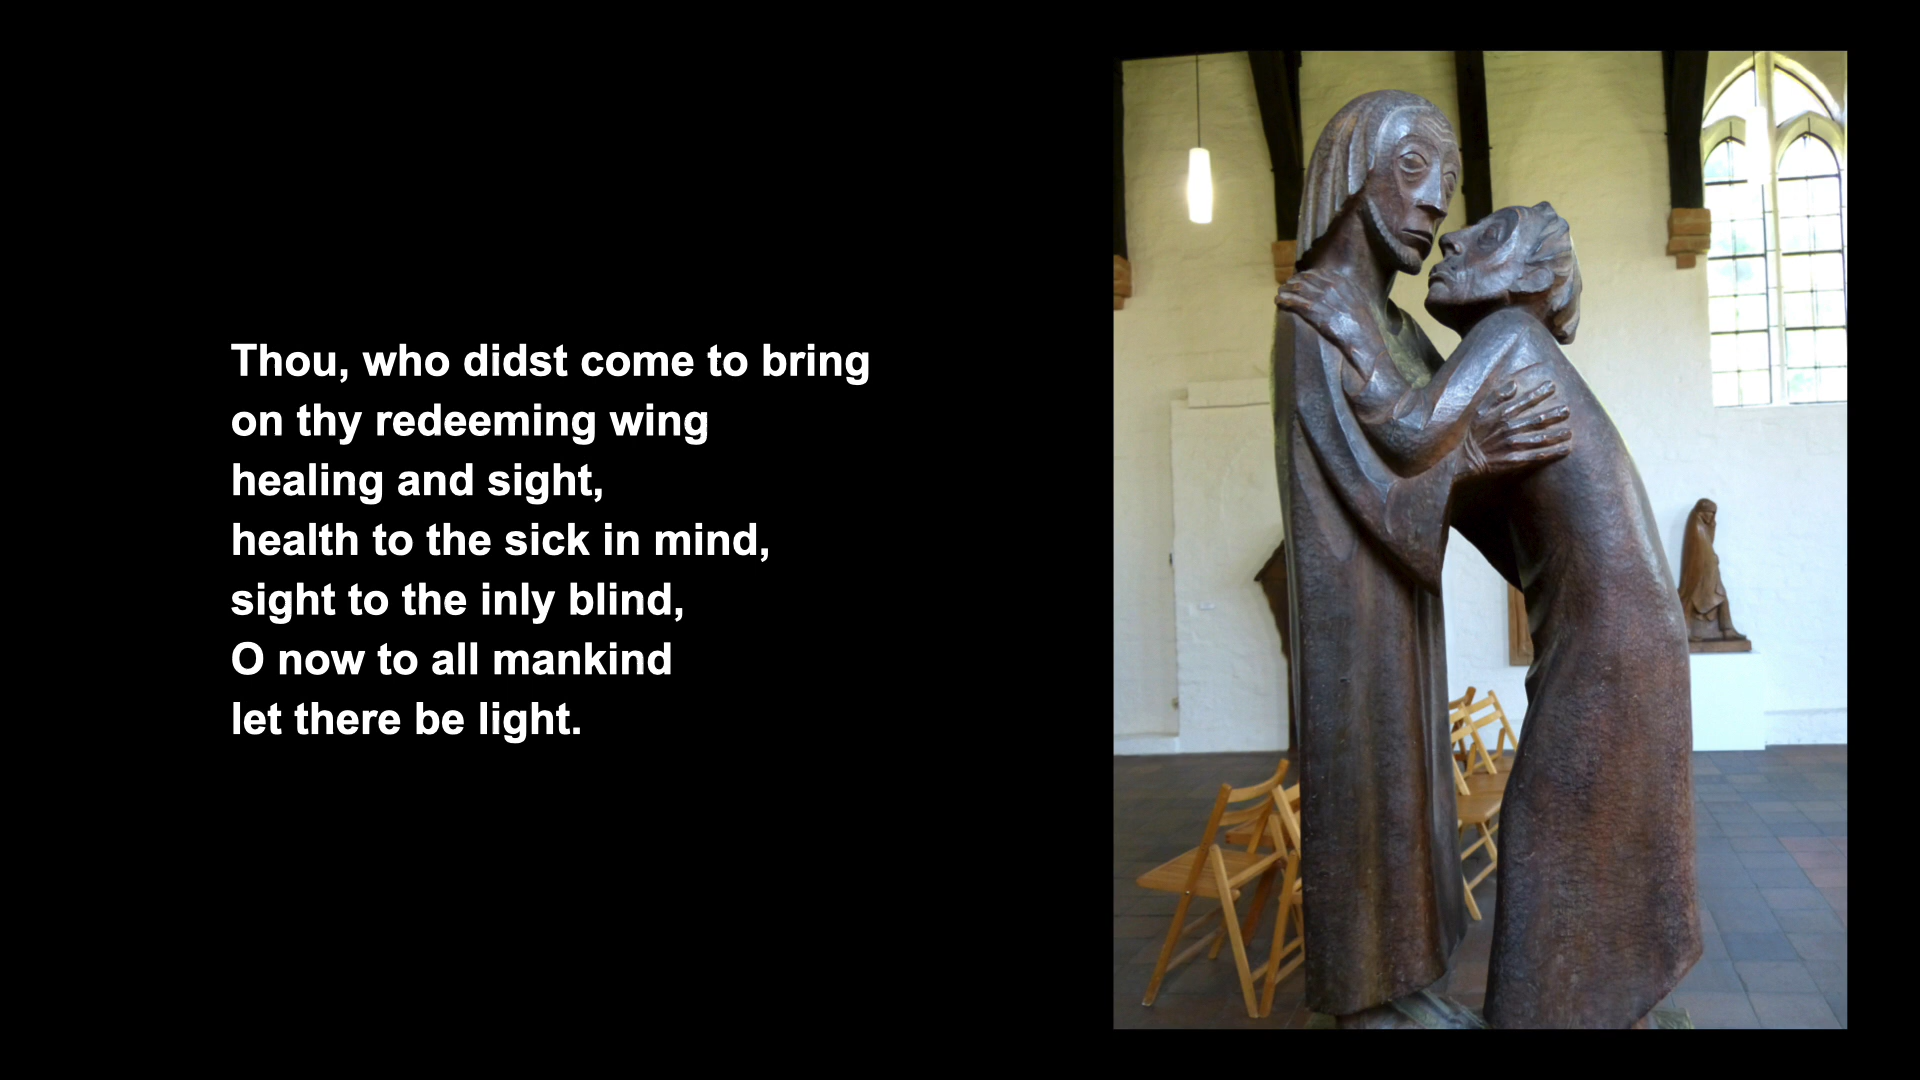 Thou, who didst come to bring
on thy redeeming wing
healing and sight,
health to the sick in mind,
sight to the inly blind,
O now to all mankind
let there be light.